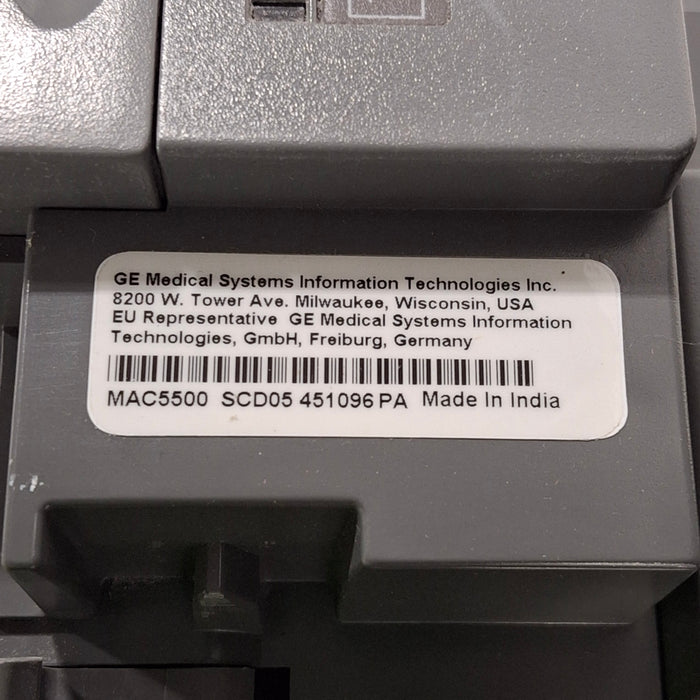 GE Medical Systems Information Technologies Inc.
8200 W. Tower Ave. Milwaukee, Wisconsin, USA
EU Representative GE Medical Systems Information
Technologies, GmbH, Freiburg, Germany
MAC5500 SCD05 451096 PA Made In India